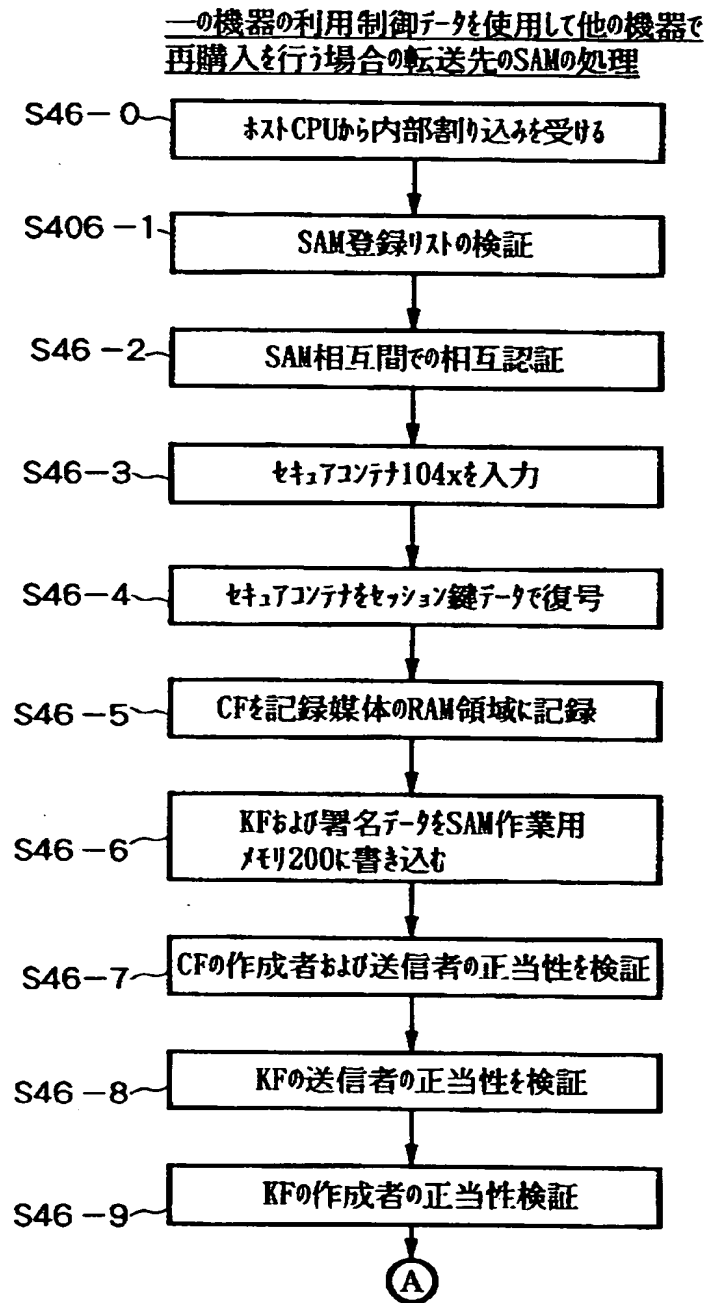 一の機器の利用制御データを使用して他の機器で
再購入を行う場合の転送先のSAMの処理
S46-0
ホストCPUから内部割り込みを受ける
S406-1
SAM登録リストの検証
S46-2
SAM相互間での相互認証
S46-3
セキュアコンテナ104xを入力
S46-4
セキュアコンテナをセッション鍵データで復号
S46-5
CFを記録媒体のRAM領域に記録
S46-6
KFおよび署名データをSAM作業用
メモリ200に書き込む
S46-7
CFの作成者および送信者の正当性を検証
S46-8
KFの送信者の正当性を検証
S46-9
KFの作成者の正当性検証
A